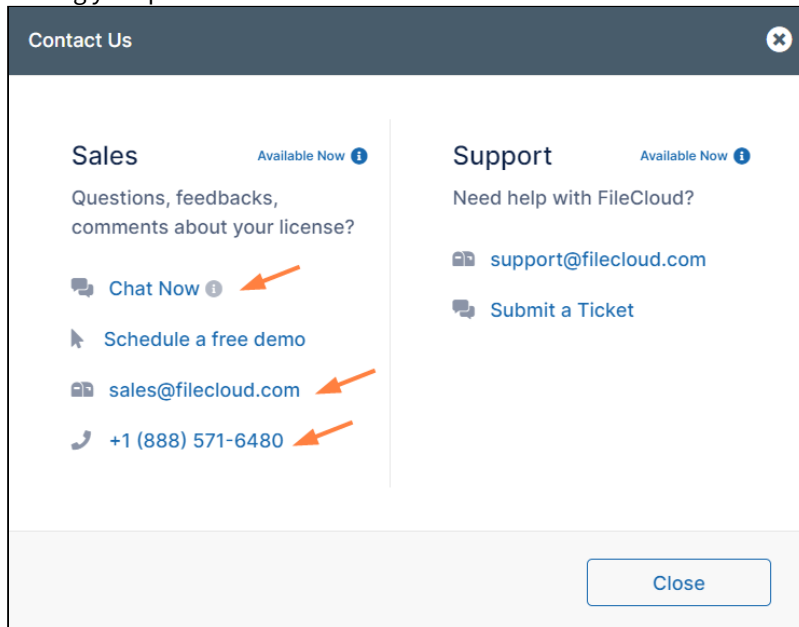 Contact Us
Sales
Available Now
Questions, feedbacks,
comments about your license?
Chat Now
Schedule a free demo
sales@filecloud.com
+1 (888) 571-6480
Support
Available Now
Need help with FileCloud?
support@filecloud.com
Submit a Ticket
Close